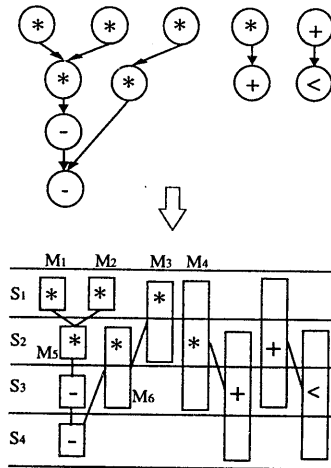 * * * * +
* * + <
-
-
M1 M2 M3 M4
S1 * * *
S2 * * * +
M5
S3 - + <
M6
S4 -